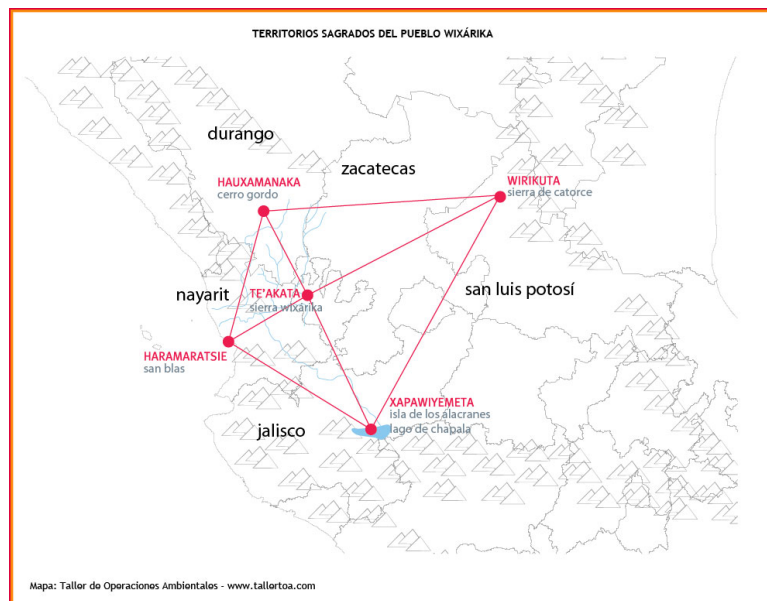 TERRITORIOS SAGRADOS DEL PUEBLO WIXÁRIKA
durango
zacatecas
HAUXAMANAKA
cerro gordo
WIRIKUTA
sierra de catorce
nayarit
TE'AKATA
sierra wixárika
san luis potosí
HARAMARATSIE
san blas
XAPAWIYEMETA
isla de los alacranes
lago de chapala
jalisco
Mapa: Taller de Operaciones Ambientales - www.tallertoa.com